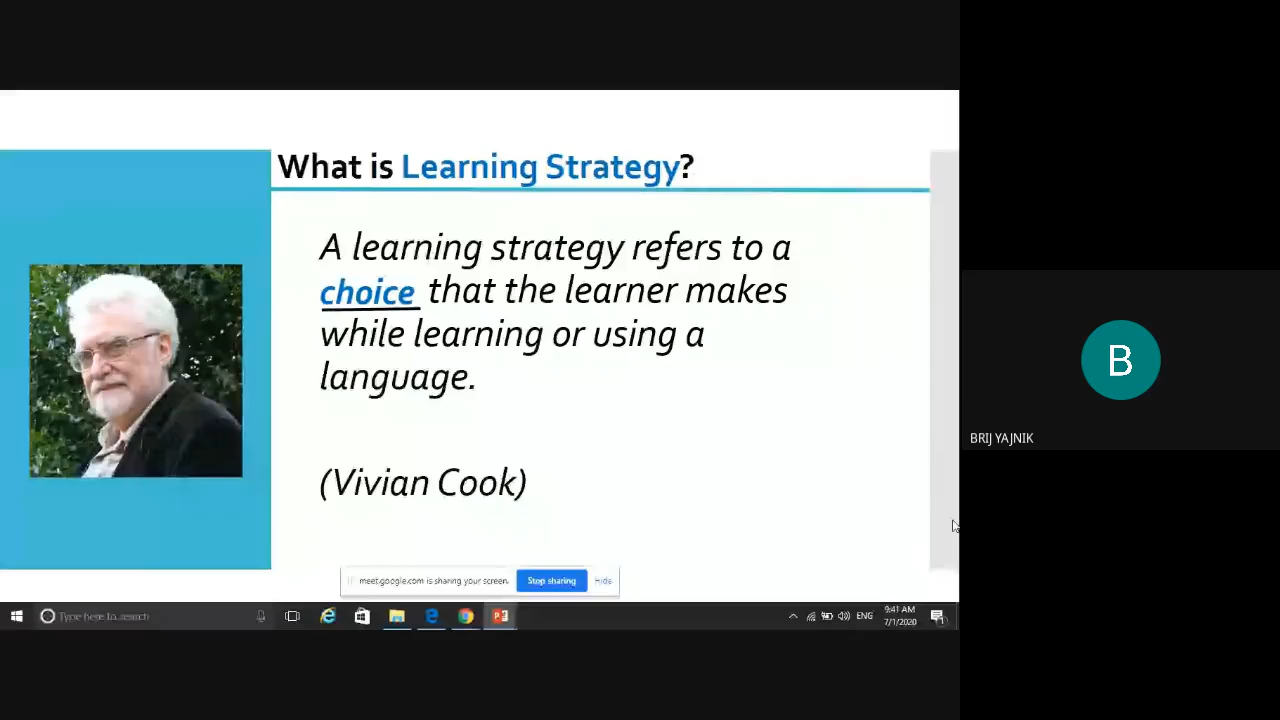 What is Learning Strategy?
A learning strategy refers to a
choice that the learner makes
while learning or using a
language.
(Vivian Cook)
B
BRIJ YAJNIK
meet.google.com is sharing your screen.
Stop sharing
Hide
Type here to search
ENG
9:41 AM
7/1/2020